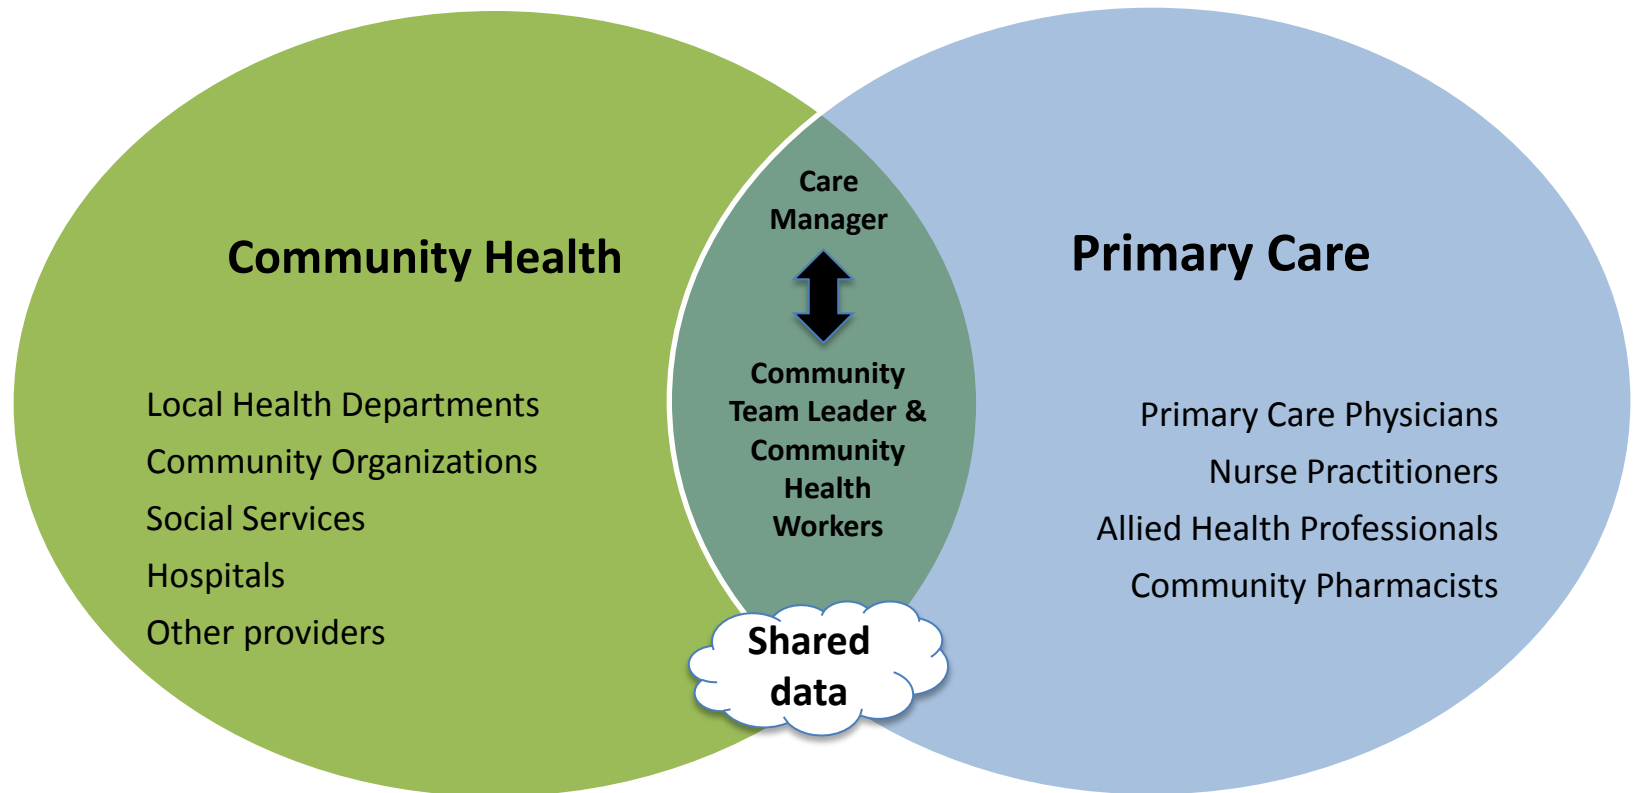 Community Health
Local Health Departments
Community Organizations
Social Services
Hospitals
Other providers
Care
Manager
Community
Team Leader &
Community
Health
Workers
Shared
data
Primary Care
Primary Care Physicians
Nurse Practitioners
Allied Health Professionals
Community Pharmacists